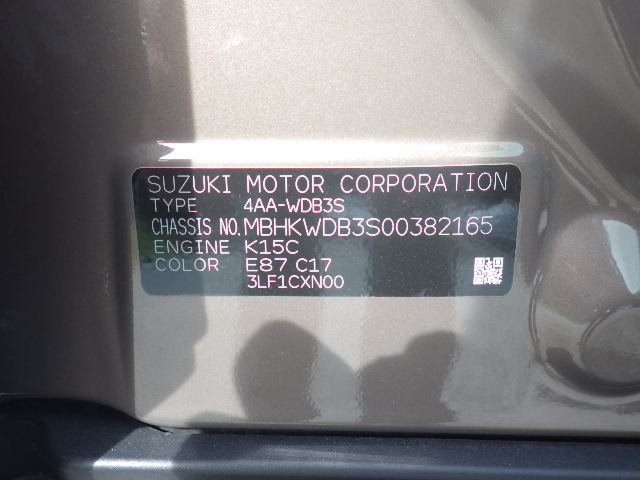 SUZUKI MOTOR CORPORATION
TYPE 4AA-WDB3S
CHASSIS NO. MBHKWDB3S00382165
ENGINE K15C
COLOR E87 C17
3LF1CXN00